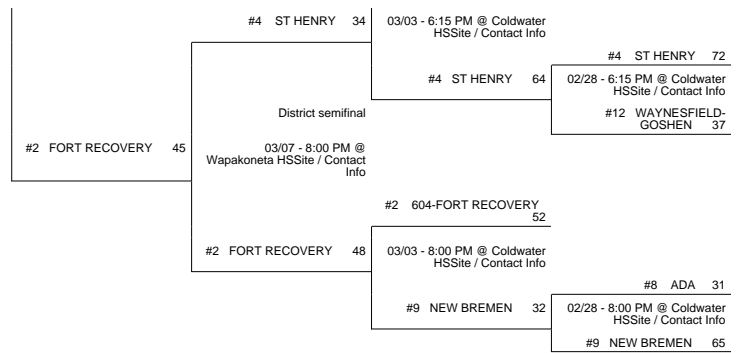 #4 ST HENRY 34
03/03 - 6:15 PM @ Coldwater
HSSite / Contact Info
#4 ST HENRY 72
#4 ST HENRY 64
02/28 - 6:15 PM @ Coldwater
HSSite / Contact Info
#12 WAYNESFIELD-
GOSHEN 37
District semifinal
#2 FORT RECOVERY 45
03/07 - 8:00 PM @
Wapakoneta HSSite / Contact
Info
#2 604-FORT RECOVERY
52
#2 FORT RECOVERY 48
03/03 - 8:00 PM @ Coldwater
HSSite / Contact Info
#8 ADA 31
#9 NEW BREMEN 32
02/28 - 8:00 PM @ Coldwater
HSSite / Contact Info
#9 NEW BREMEN 65